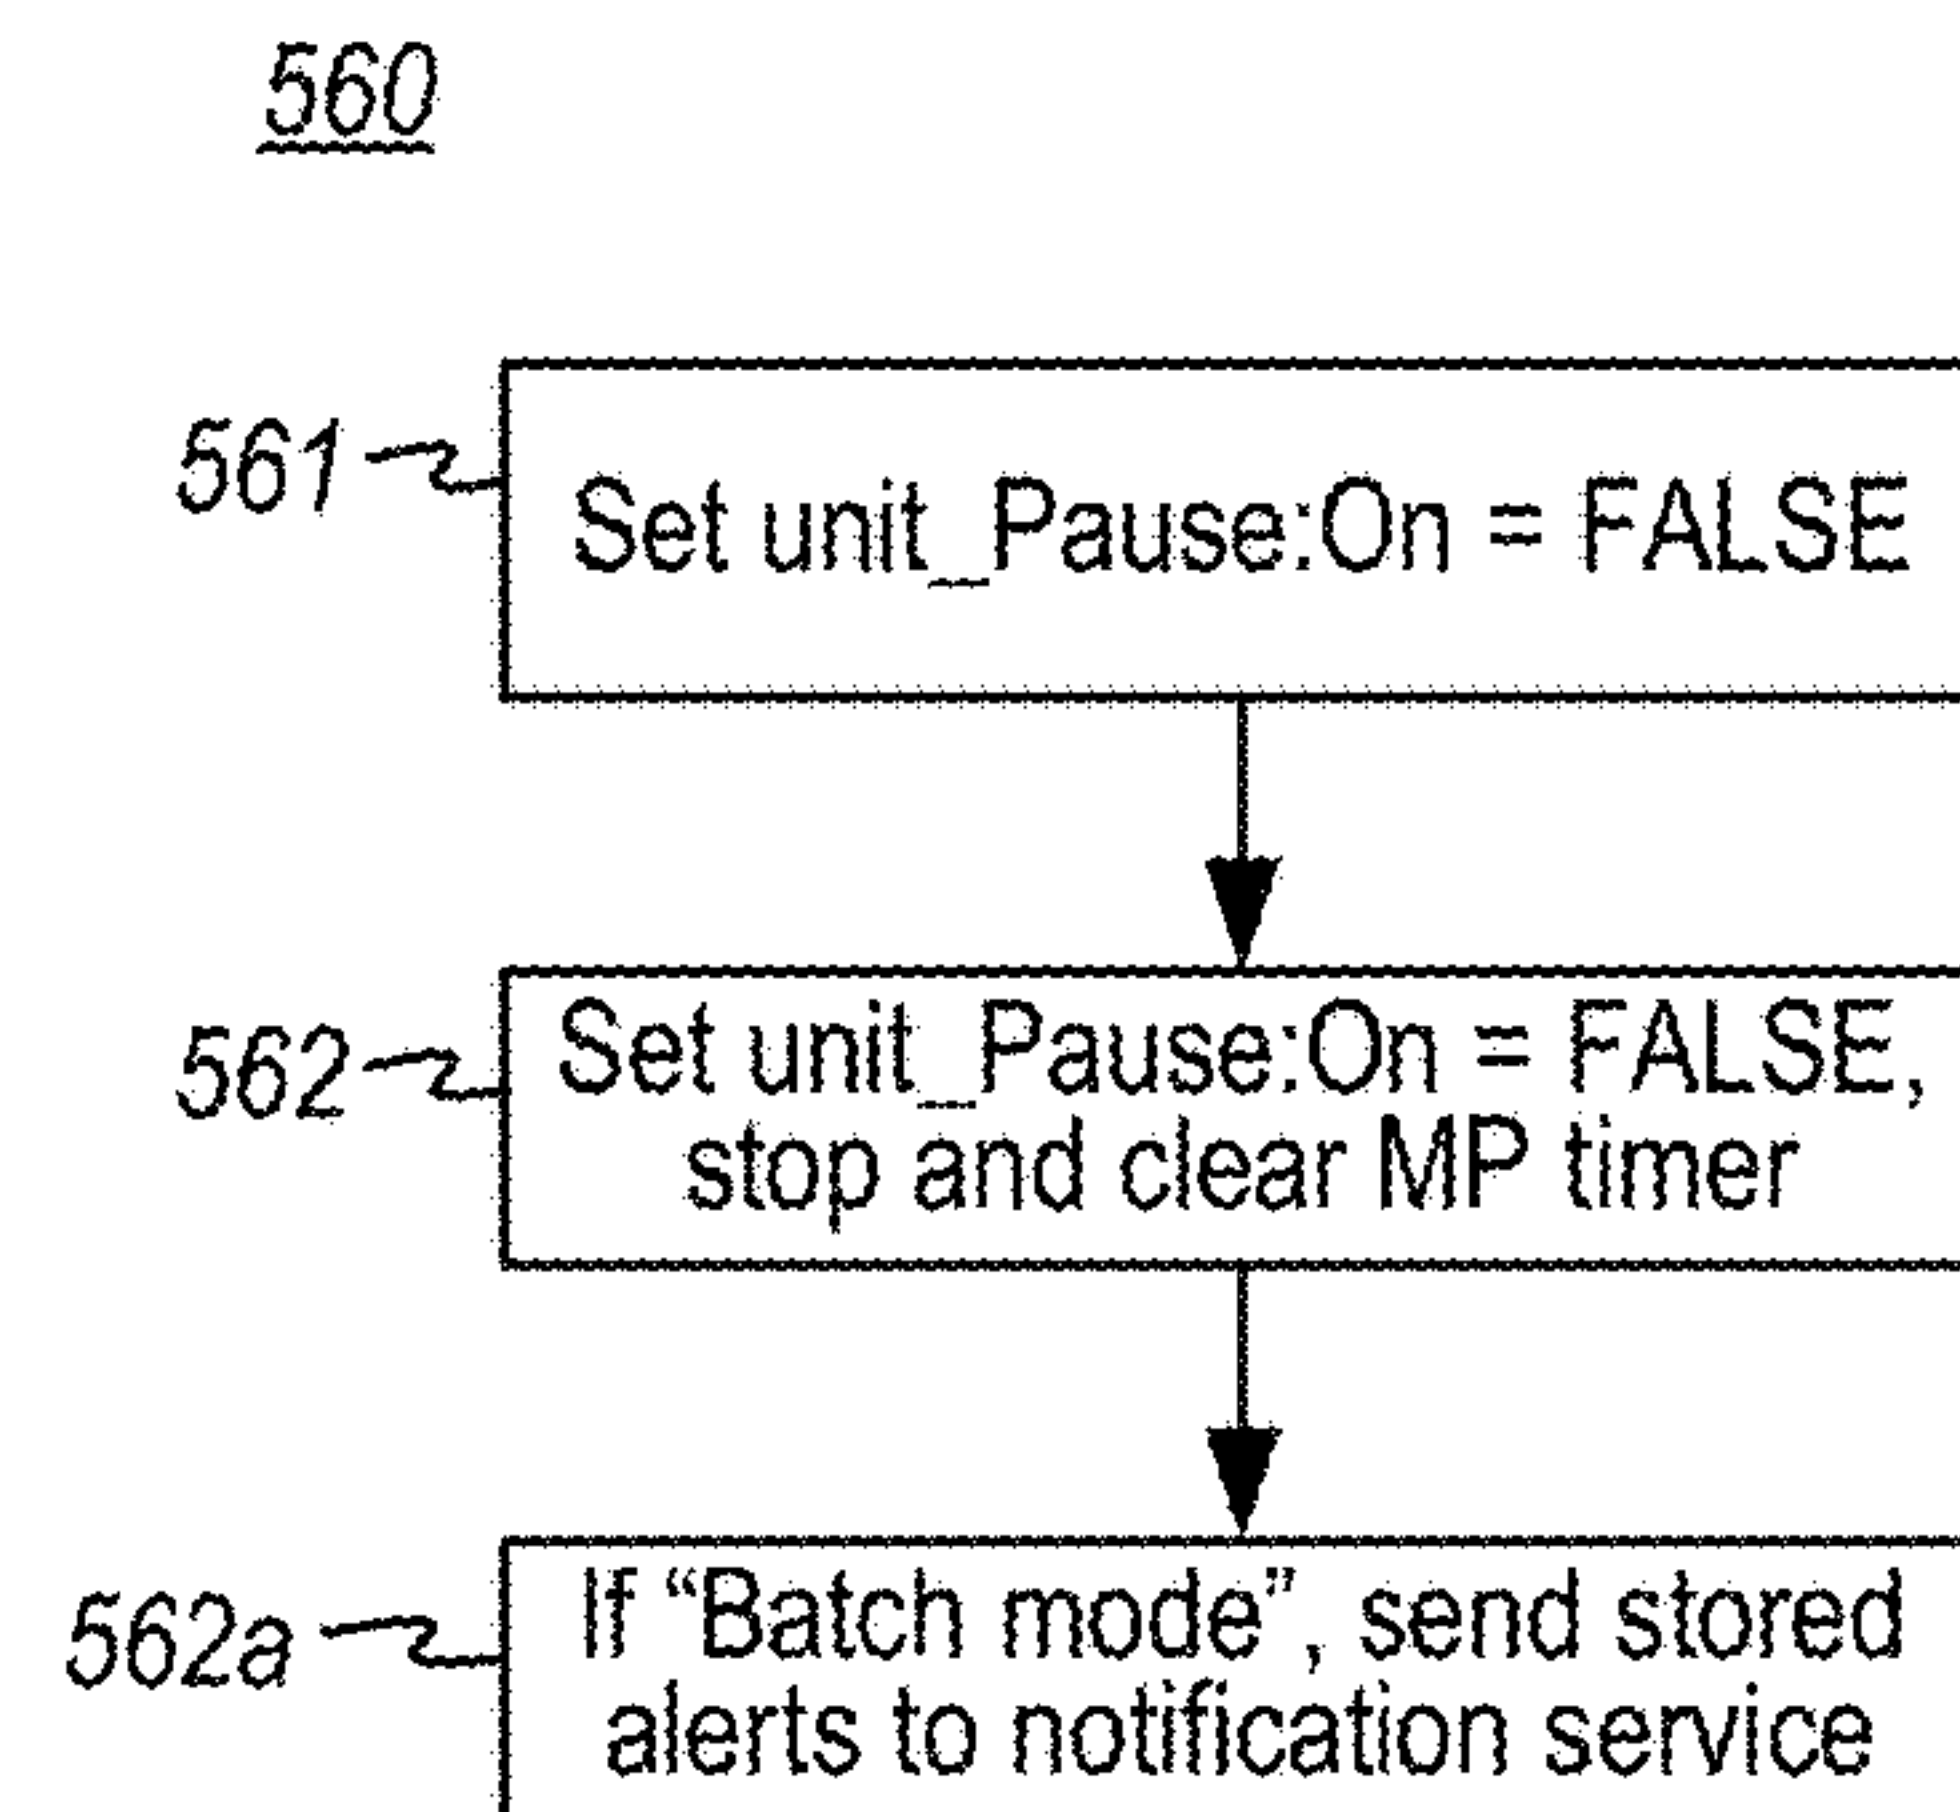 560
561
Set unit_Pause:On = FALSE
562
Set unit_Pause:On = FALSE,
stop and clear MP timer
562a
If “Batch mode”, send stored
alerts to notification service